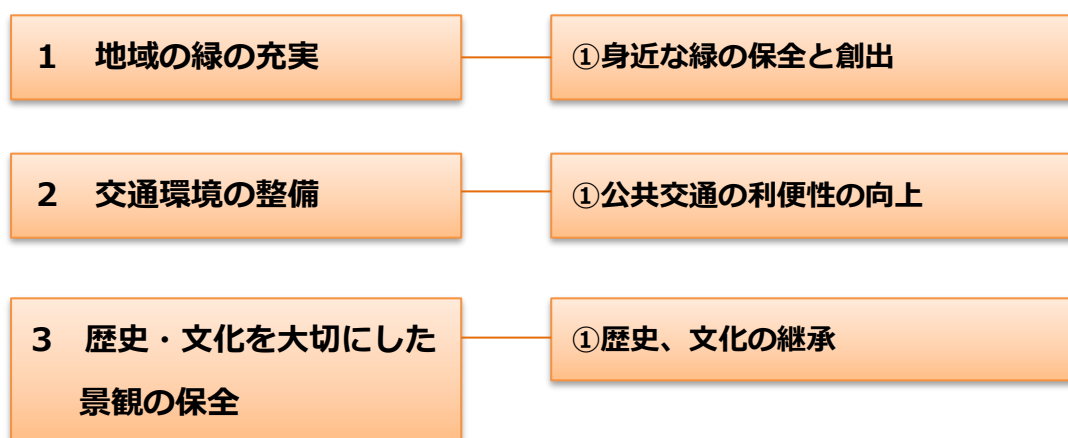 1 地域の緑の充実
①身近な緑の保全と創出
2 交通環境の整備
①公共交通の利便性の向上
3 歴史・文化を大切にした
景観の保全
①歴史、文化の継承